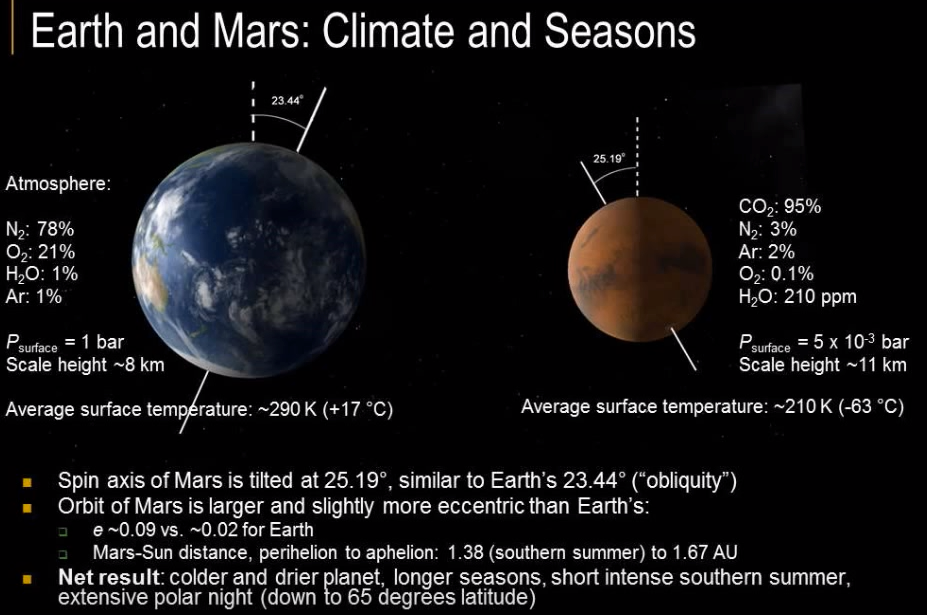 Earth and Mars: Climate and Seasons
23.44°
25.19°
Atmosphere:
N₂: 78%
O₂: 21%
H₂O: 1%
Ar: 1%
P surface = 1 bar
Scale height ~8 km
Average surface temperature: ~290 K (+17 °C)
CO₂: 95%
N₂: 3%
Ar: 2%
O₂: 0.1%
H₂O: 210 ppm
P surface = 5 x 10⁻³ bar
Scale height ~11 km
Average surface temperature: ~210 K (-63 °C)
Spin axis of Mars is tilted at 25.19°, similar to Earth's 23.44° (“obliquity”)
Orbit of Mars is larger and slightly more eccentric than Earth's:
e ~0.09 vs. ~0.02 for Earth
Mars-Sun distance, perihelion to aphelion: 1.38 (southern summer) to 1.67 AU
Net result: colder and drier planet, longer seasons, short intense southern summer,
extensive polar night (down to 65 degrees latitude)